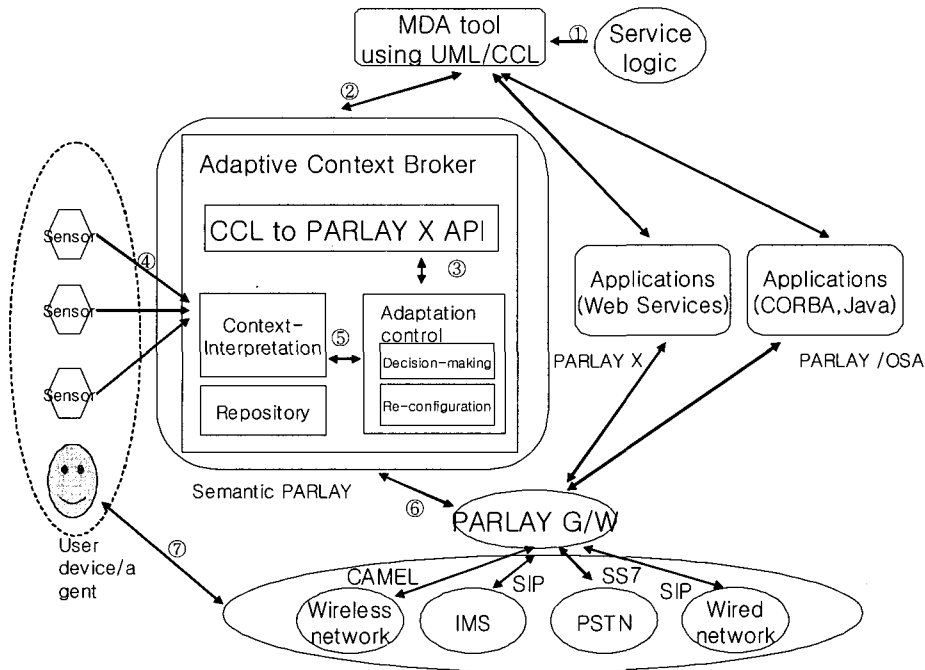 MDA tool
using UML/CCL
①
Service
logic
②
Adaptive Context Broker
CCL to PARLAY X API
③
Sensor
④
Sensor
Sensor
Context-
Interpretation
⑤
Adaptation
control
Decision-making
Re-configuration
Repository
Applications
(Web Services)
Applications
(CORBA,Java)
PARLAY X
PARLAY /OSA
Semantic PARLAY
⑥
PARLAY G/W
User
device/a
gent
⑦
CAMEL
SIP
SS7
SIP
Wireless
network
IMS
PSTN
Wired
network